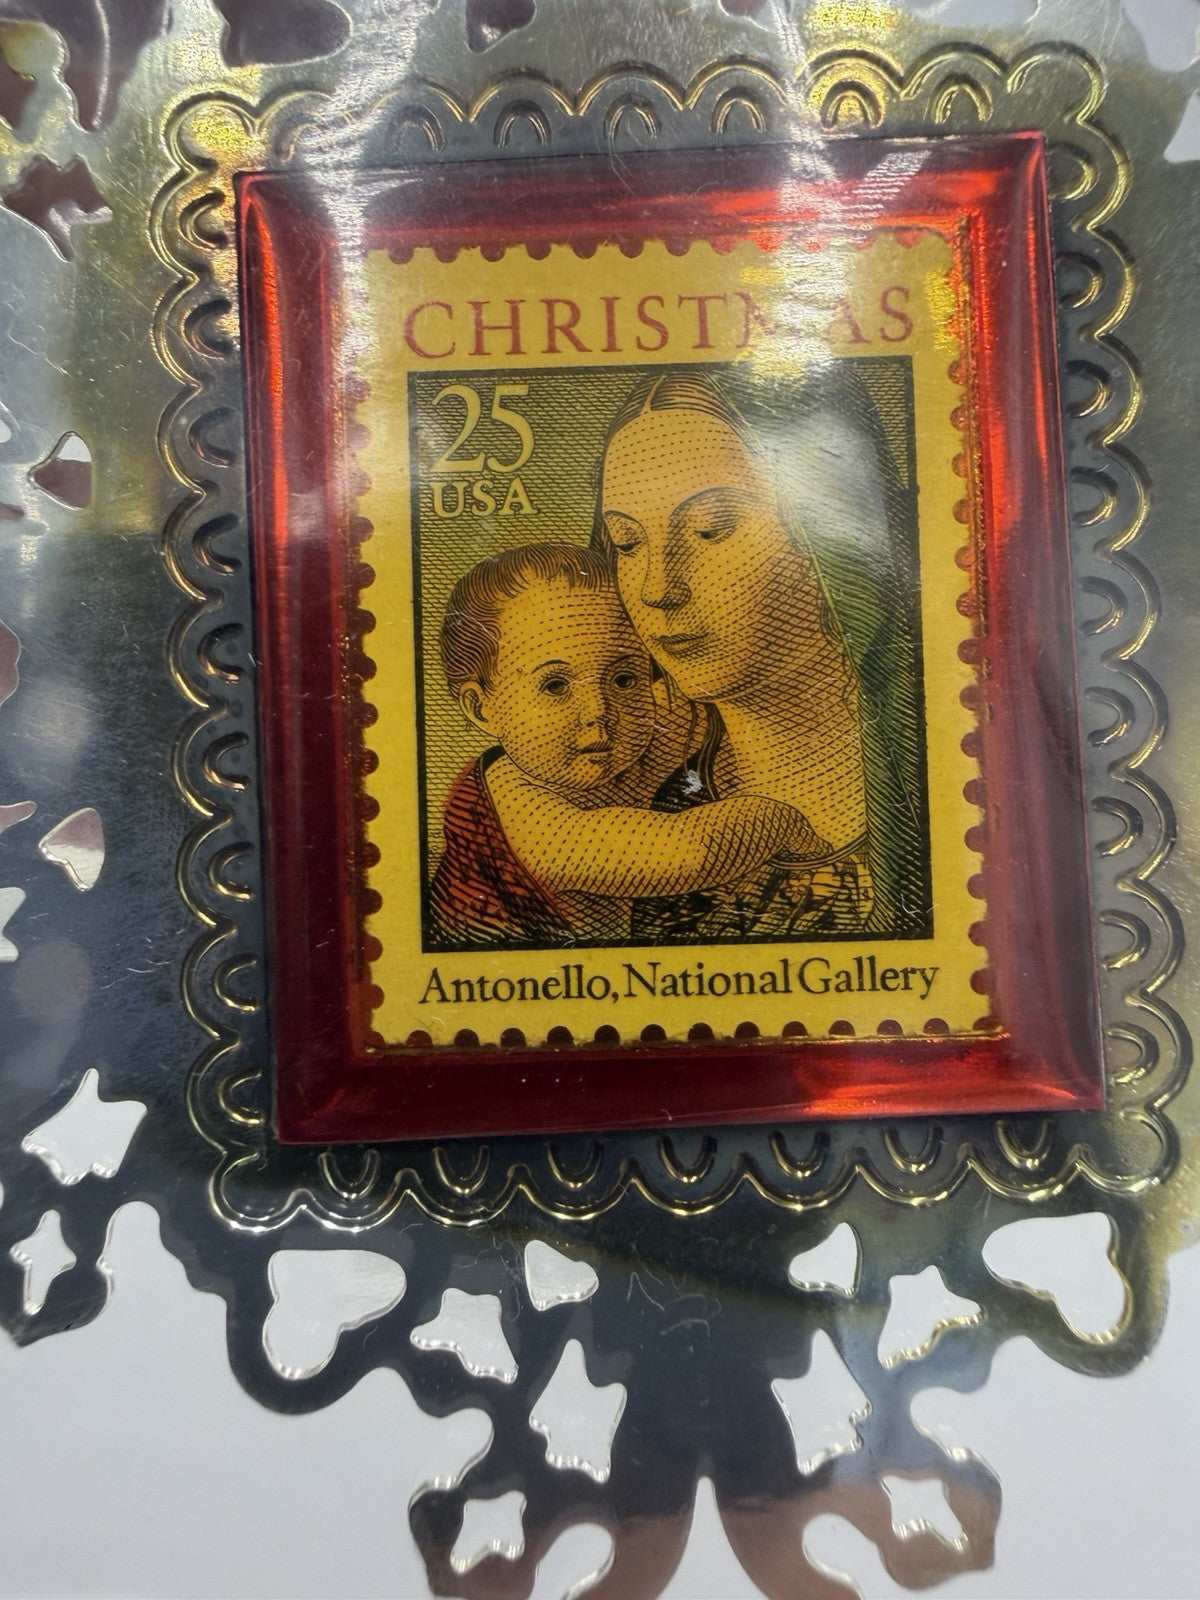 CHRISTMAS
25
USA
Antonello, National Gallery